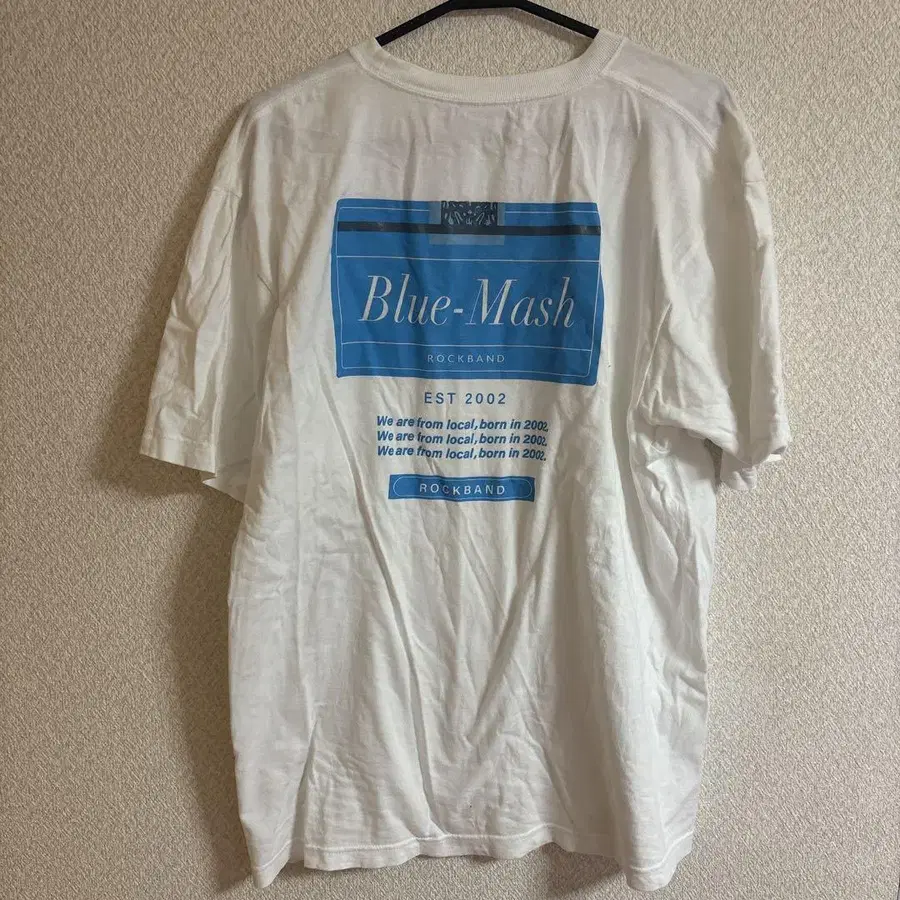 Blue-Mash
ROCKBAND
EST 2002
We are from local, born in 2002.
We are from local, born in 2002.
We are from local, born in 2002.
ROCKBAND